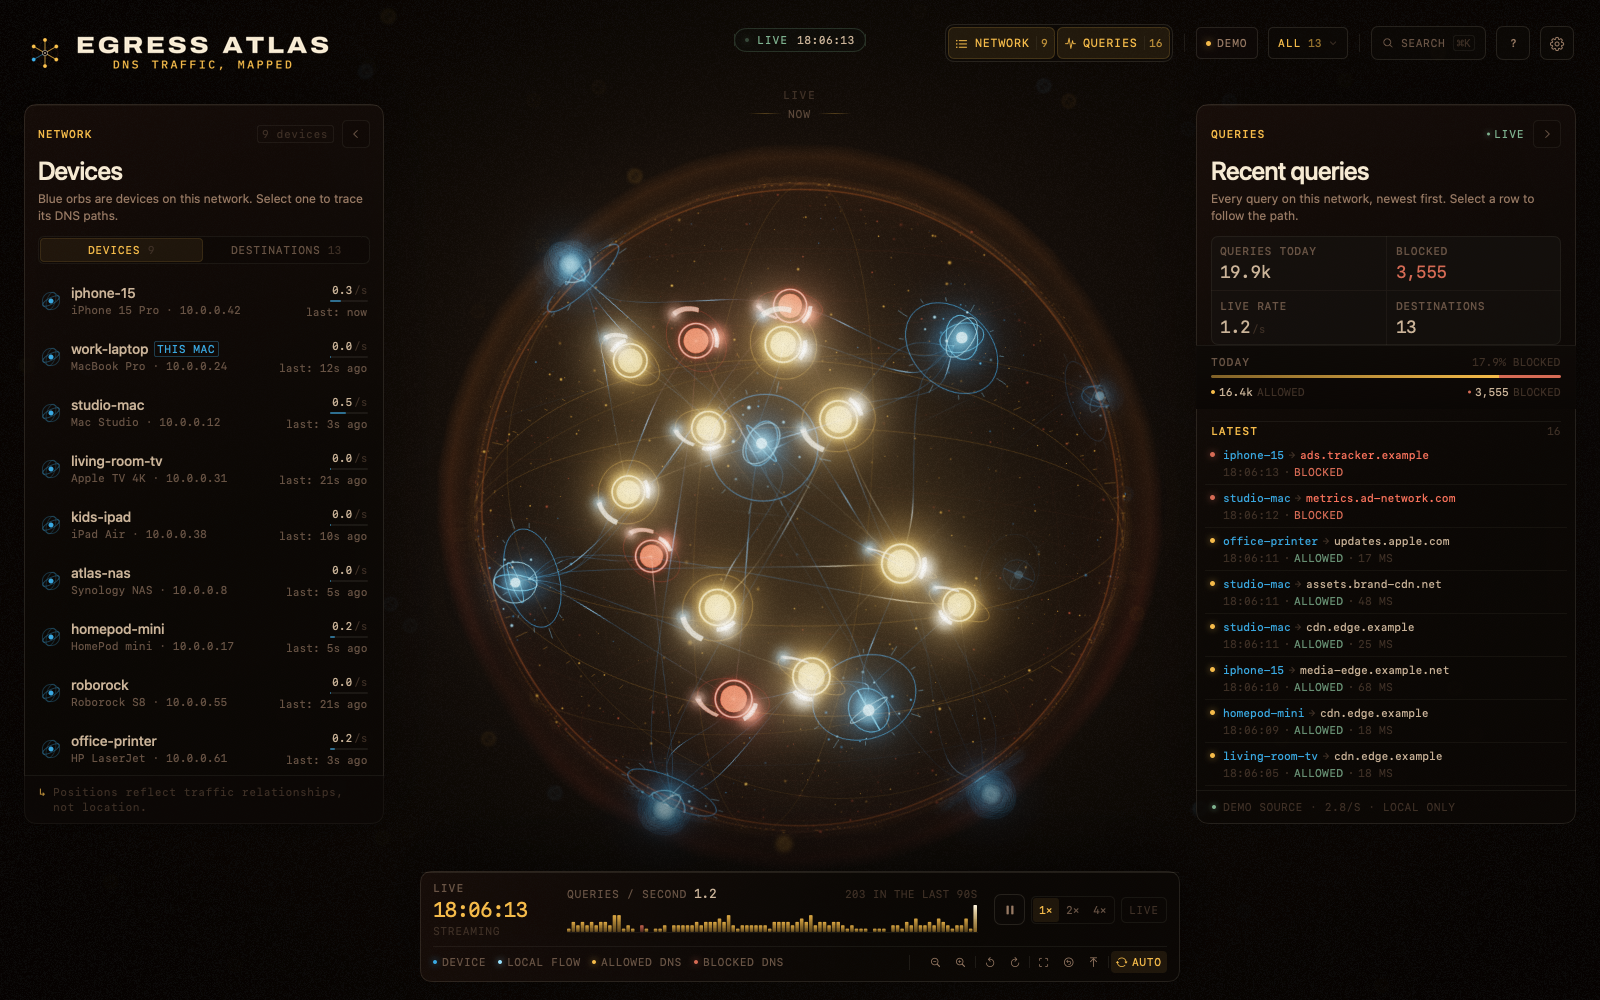 EGRESS ATLAS
DNS TRAFFIC, MAPPED
LIVE 18:06:13
NETWORK 9
QUERIES 16
DEMO
ALL 13
SEARCH ⌘K
?
LIVE
NOW
NETWORK
9 devices
Devices
Blue orbs are devices on this network. Select one to trace
its DNS paths.
DEVICES 9
DESTINATIONS 13
iphone-15
0.3/s
iPhone 15 Pro · 10.0.0.42
last: now
work-laptop THIS MAC
0.0/s
MacBook Pro · 10.0.0.24
last: 12s ago
studio-mac
0.5/s
Mac Studio · 10.0.0.12
last: 3s ago
living-room-tv
0.0/s
Apple TV 4K · 10.0.0.31
last: 21s ago
kids-ipad
0.0/s
iPad Air · 10.0.0.38
last: 10s ago
atlas-nas
0.0/s
Synology NAS · 10.0.0.8
last: 5s ago
homepod-mini
0.2/s
HomePod mini · 10.0.0.17
last: 5s ago
roborock
0.0/s
Roborock S8 · 10.0.0.55
last: 21s ago
office-printer
0.2/s
HP LaserJet · 10.0.0.61
last: 3s ago
↳ Positions reflect traffic relationships,
not location.
QUERIES
LIVE
Recent queries
Every query on this network, newest first. Select a row to
follow the path.
QUERIES TODAY
19.9k
BLOCKED
3,555
LIVE RATE
1.2/s
DESTINATIONS
13
TODAY
17.9% BLOCKED
16.4k ALLOWED
3,555 BLOCKED
LATEST
16
iphone-15 → ads.tracker.example
18:06:13 · BLOCKED
studio-mac → metrics.ad-network.com
18:06:12 · BLOCKED
office-printer → updates.apple.com
18:06:11 · ALLOWED · 17 MS
studio-mac → assets.brand-cdn.net
18:06:11 · ALLOWED · 48 MS
studio-mac → cdn.edge.example
18:06:11 · ALLOWED · 25 MS
iphone-15 → media-edge.example.net
18:06:10 · ALLOWED · 68 MS
homepod-mini → cdn.edge.example
18:06:09 · ALLOWED · 18 MS
living-room-tv → cdn.edge.example
18:06:05 · ALLOWED · 18 MS
DEMO SOURCE · 2.8/S · LOCAL ONLY
LIVE
18:06:13
STREAMING
QUERIES / SECOND 1.2
203 IN THE LAST 90S
1×
2×
4×
LIVE
DEVICE
LOCAL FLOW
ALLOWED DNS
BLOCKED DNS
AUTO